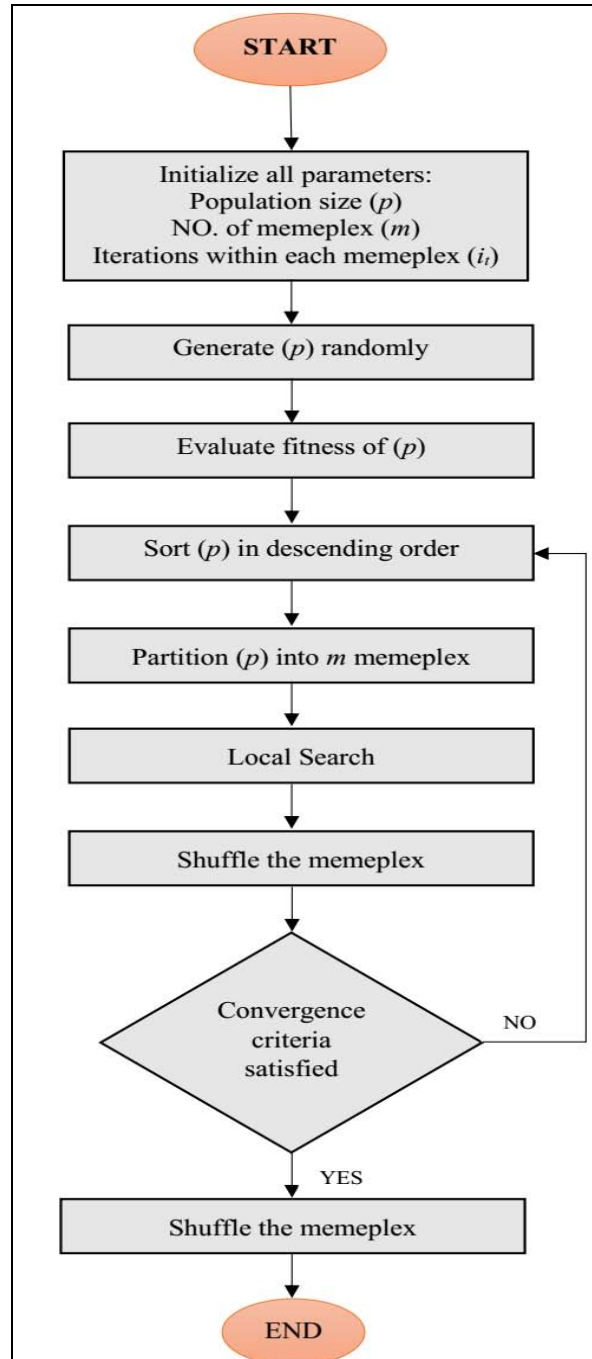 START
Initialize all parameters:
Population size (p)
NO. of memeplex (m)
Iterations within each memeplex (it)
Generate (p) randomly
Evaluate fitness of (p)
Sort (p) in descending order
Partition (p) into m memeplex
Local Search
Shuffle the memeplex
Convergence
criteria
satisfied
NO
YES
Shuffle the memeplex
END